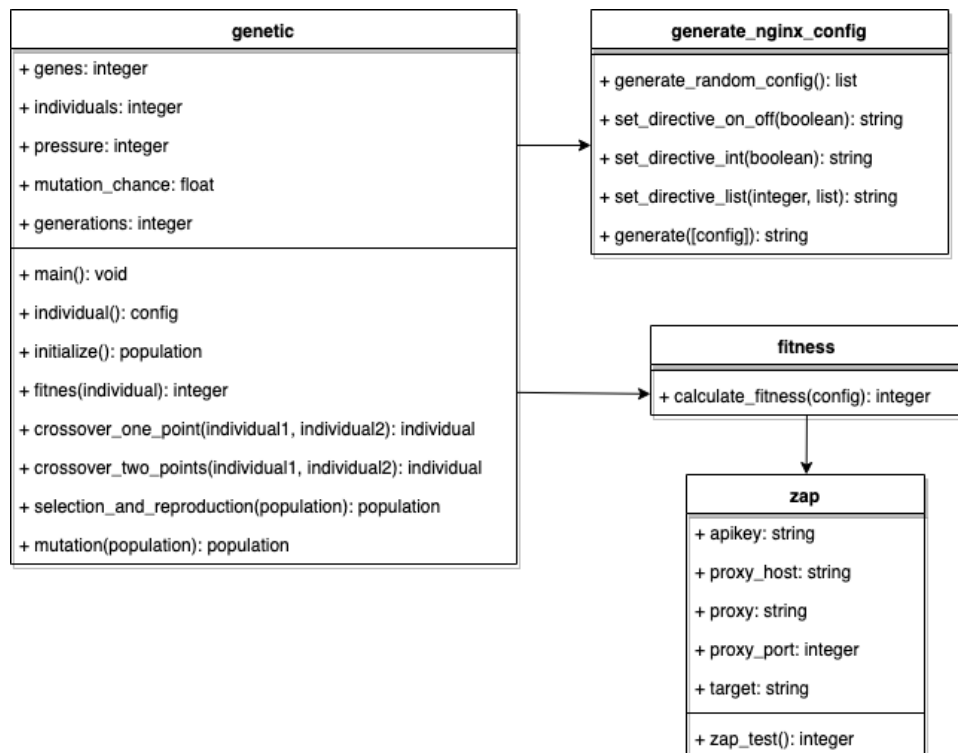 genetic
+ genes: integer
+ individuals: integer
+ pressure: integer
+ mutation_chance: float
+ generations: integer
+ main(): void
+ individual(): config
+ initialize(): population
+ fitnes(individual): integer
+ crossover_one_point(individual1, individual2): individual
+ crossover_two_points(individual1, individual2): individual
+ selection_and_reproduction(population): population
+ mutation(population): population
generate_nginx_config
+ generate_random_config(): list
+ set_directive_on_off(boolean): string
+ set_directive_int(boolean): string
+ set_directive_list(integer, list): string
+ generate([config]): string
fitness
+ calculate_fitness(config): integer
zap
+ apikey: string
+ proxy_host: string
+ proxy: string
+ proxy_port: integer
+ target: string
+ zap_test(): integer